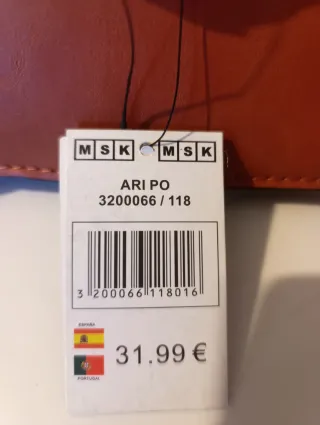 MSK MSK
ARI PO
3200066 / 118
3 200066 118016
ESPAÑA
31.99 €
PORTUGAL